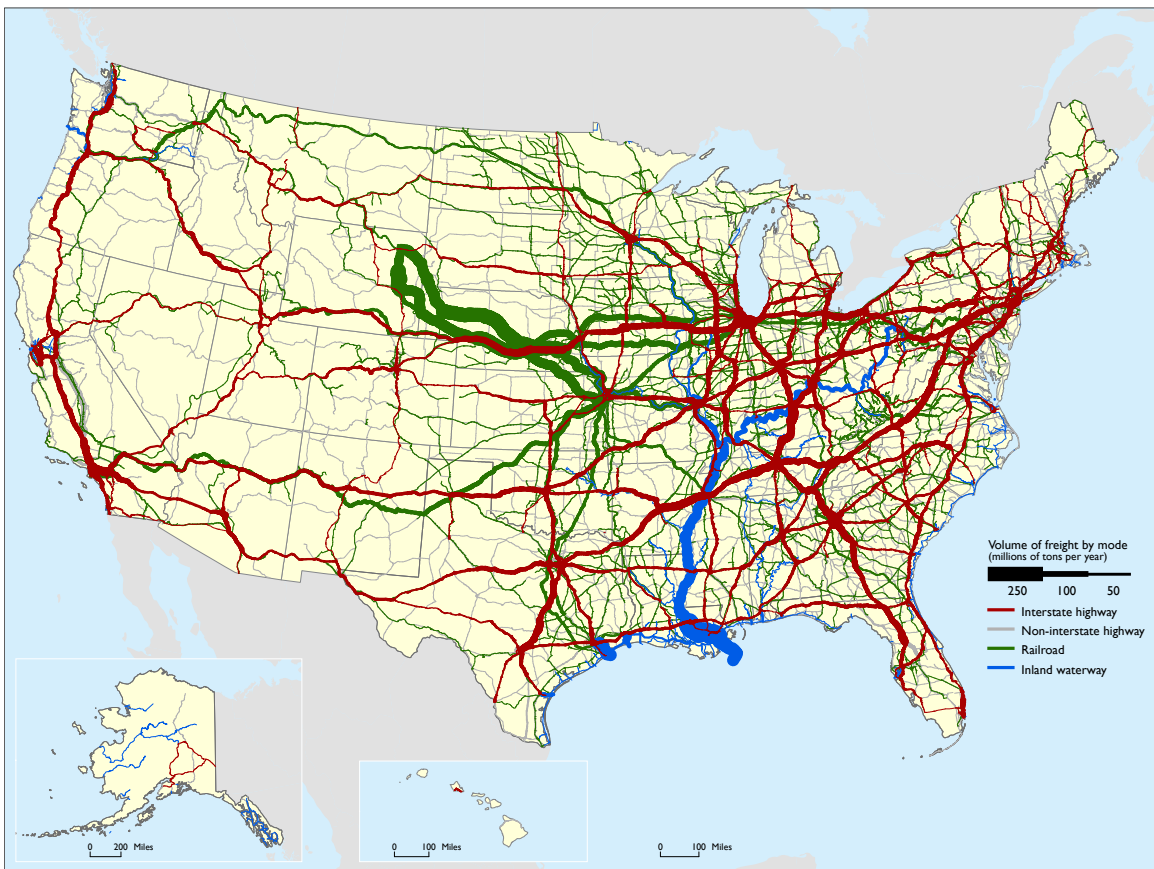 Volume of freight by mode
(millions of tons per year)
250 100 50
Interstate highway
Non-interstate highway
Railroad
Inland waterway
0 200 Miles
0 100 Miles
0 100 Miles